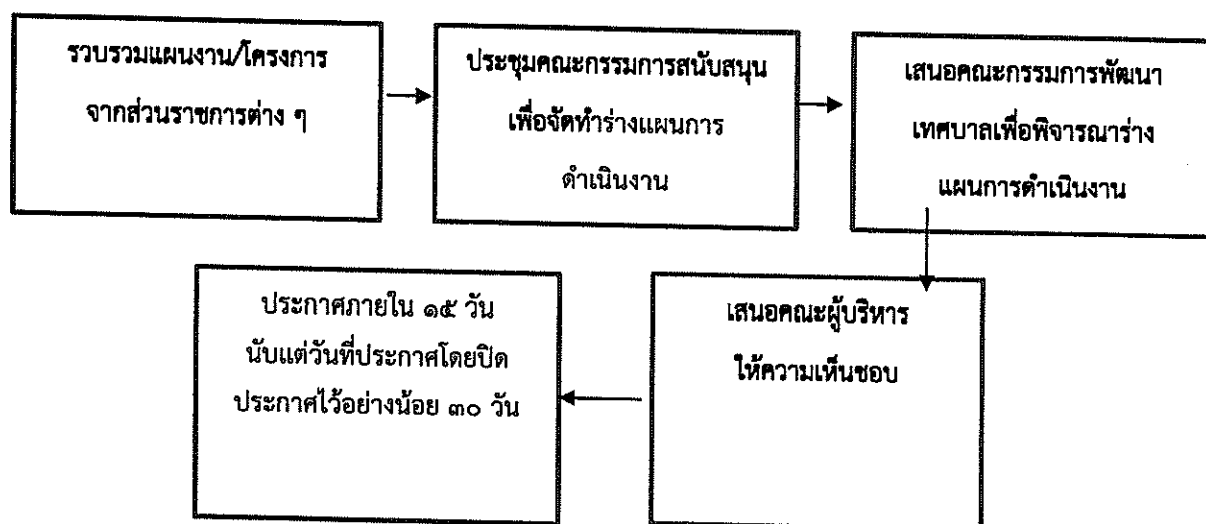 รวบรวมแผนงาน/โครงการ
จากส่วนราชการต่าง ๆ
ประชุมคณะกรรมการสนับสนุน
เพื่อจัดทำร่างแผนการ
ดำเนินงาน
เสนอคณะกรรมการพัฒนา
เทศบาลเพื่อพิจารณาร่าง
แผนการดำเนินงาน
เสนอคณะผู้บริหาร
ให้ความเห็นชอบ
ประกาศภายใน ๑๕ วัน
นับแต่วันที่ประกาศโดยปิด
ประกาศไว้อย่างน้อย ๓๐ วัน